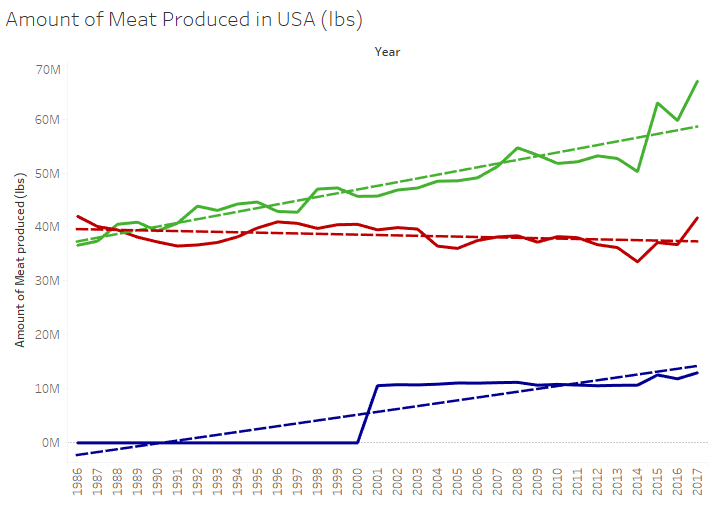 Amount of Meat Produced in USA (lbs)
Year
70M
60M
50M
40M
30M
20M
10M
0M
Amount of Meat produced (lbs)
1986
1987
1988
1989
1990
1991
1992
1993
1994
1995
1996
1997
1998
1999
2000
2001
2002
2003
2004
2005
2006
2007
2008
2009
2010
2011
2012
2013
2014
2015
2016
2017